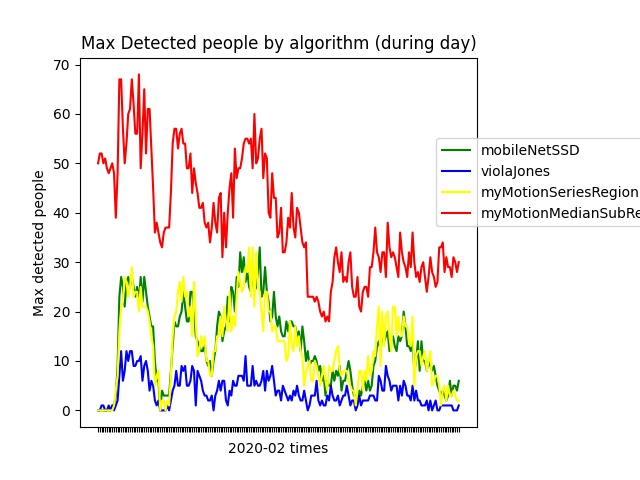 Max Detected people by algorithm (during day)
70
60
50
40
30
20
10
0
Max detected people
2020-02 times
mobileNetSSD
violaJones
myMotionSeriesRegion
myMotionMedianSubRe